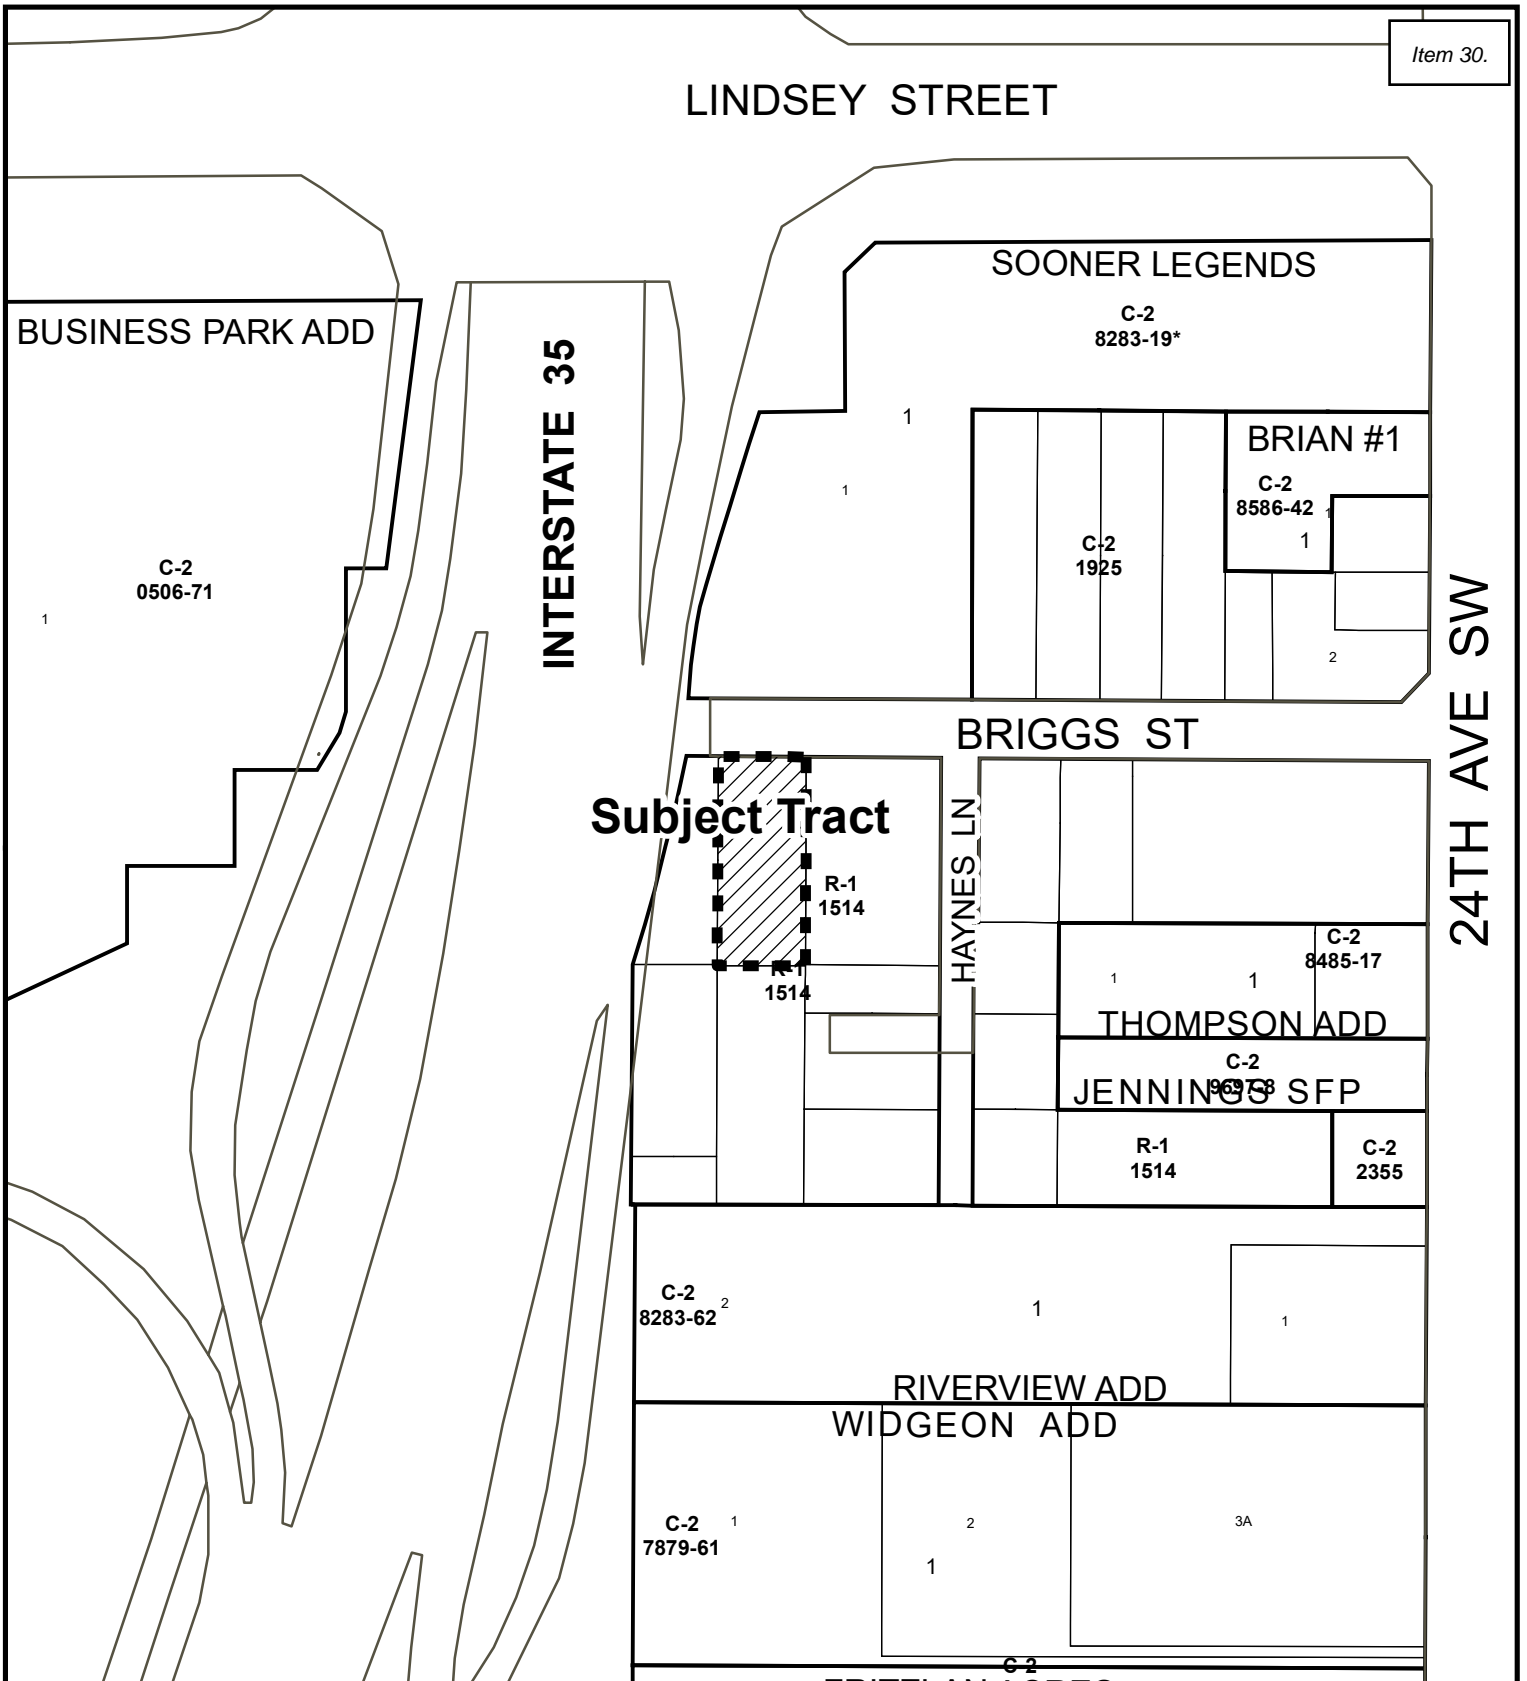 Item 30.
LINDSEY STREET
SOONER LEGENDS
C-2
8283-19*
BUSINESS PARK ADD
INTERSTATE 35
1
BRIAN #1
C-2
8586-42
1
1
1
C-2
1925
C-2
0506-71
1
2
24TH AVE SW
BRIGGS ST
Subject Tract
HAYNES LN
R-1
1514
R-1
1514
C-2
8485-17
1
1
THOMPSON ADD
C-2
9697-8
JENNINGS SFP
R-1
1514
C-2
2355
C-2
8283-62
2
1
1
RIVERVIEW ADD
WIDGEON ADD
C-2
7879-61
1
2
3A
1
C-2